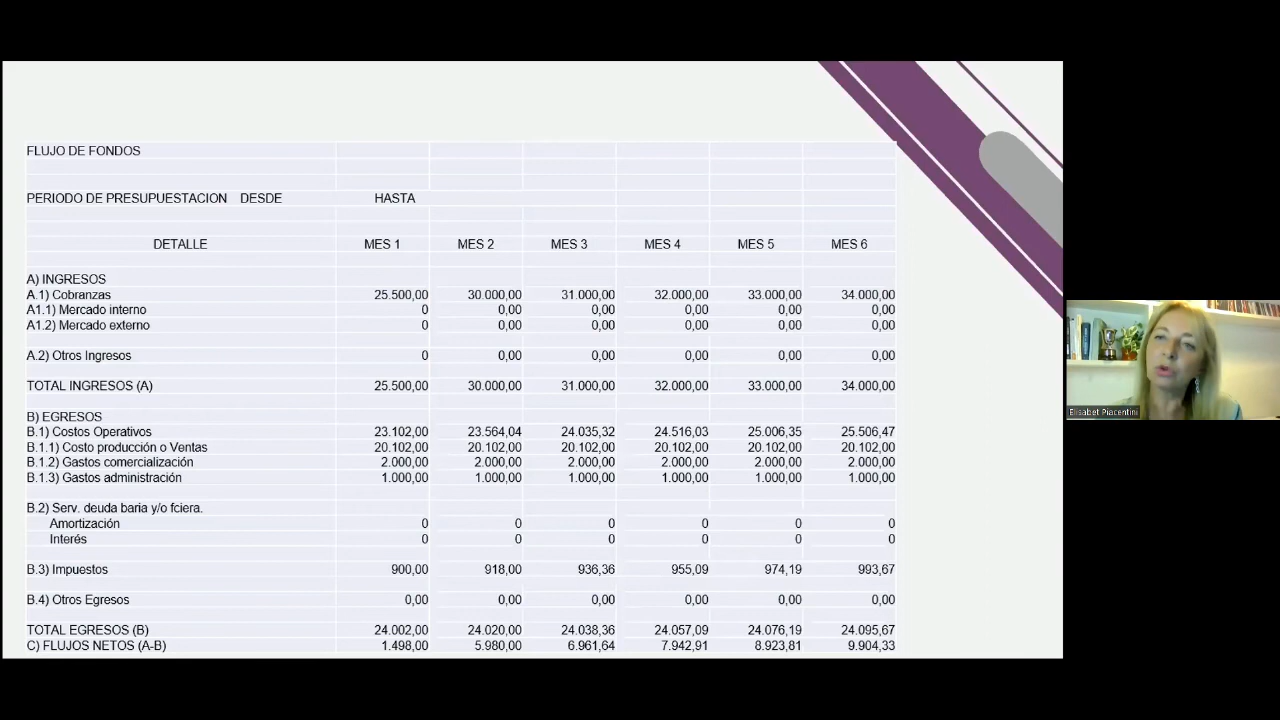 FLUJO DE FONDOS
PERIODO DE PRESUPUESTACION DESDE HASTA
DETALLE MES 1 MES 2 MES 3 MES 4 MES 5 MES 6
A) INGRESOS
A.1) Cobranzas 25.500,00 30.000,00 31.000,00 32.000,00 33.000,00 34.000,00
A1.1) Mercado interno 0 0,00 0,00 0,00 0,00 0,00
A1.2) Mercado externo 0 0,00 0,00 0,00 0,00 0,00
A.2) Otros Ingresos 0 0,00 0,00 0,00 0,00 0,00
TOTAL INGRESOS (A) 25.500,00 30.000,00 31.000,00 32.000,00 33.000,00 34.000,00
B) EGRESOS
B.1) Costos Operativos 23.102,00 23.564,04 24.035,32 24.516,03 25.006,35 25.506,47
B.1.1) Costo producción o Ventas 20.102,00 20.102,00 20.102,00 20.102,00 20.102,00 20.102,00
B.1.2) Gastos comercialización 2.000,00 2.000,00 2.000,00 2.000,00 2.000,00 2.000,00
B.1.3) Gastos administración 1.000,00 1.000,00 1.000,00 1.000,00 1.000,00 1.000,00
B.2) Serv. deuda baria y/o fciera.
Amortización 0 0 0 0 0 0
Interés 0 0 0 0 0 0
B.3) Impuestos 900,00 918,00 936,36 955,09 974,19 993,67
B.4) Otros Egresos 0,00 0,00 0,00 0,00 0,00 0,00
TOTAL EGRESOS (B) 24.002,00 24.020,00 24.038,36 24.057,09 24.076,19 24.095,67
C) FLUJOS NETOS (A-B) 1.498,00 5.980,00 6.961,64 7.942,91 8.923,81 9.904,33
Elisabet Piacentini